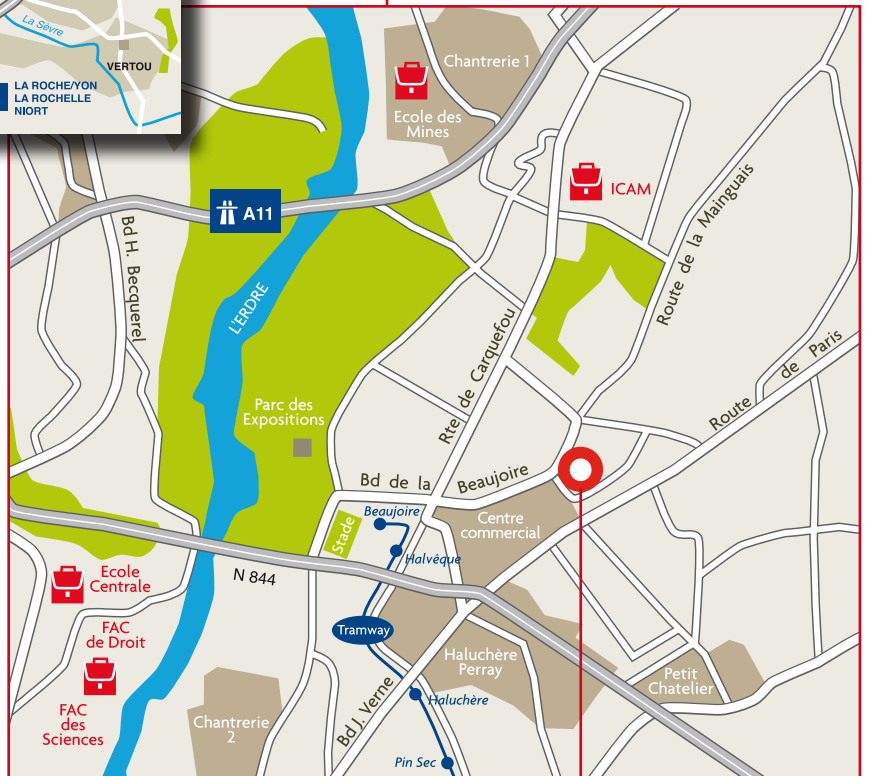 La Sèvre
VERTOU
LA ROCHE/YON
LA ROCHELLE
NIORT
Chantrerie 1
Ecole des
Mines
ICAM
A11
Bd H. Becquerel
L'ERDRE
Route de la Mainguais
Rte de Carquefou
Route de Paris
Parc des
Expositions
Bd de la Beaujoire
Beaujoire
Stade
Halvêque
Centre
commercial
N 844
Ecole
Centrale
FAC
de Droit
FAC
des
Sciences
Tramway
Haluchère
Perray
Petit
Chatelier
Haluchère
Bd J. Verne
Chantrerie
2
Pin Sec